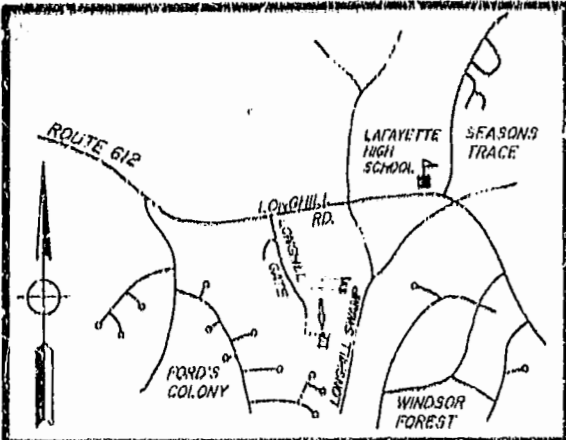 ROUTE 612
LAFAYETTE
HIGH
SCHOOL
SEASONS
TRACE
LONGHILL
RD.
LONGHILL
GATE
LONGHILL SWAMP
FORD'S
COLONY
WINDSOR
FOREST